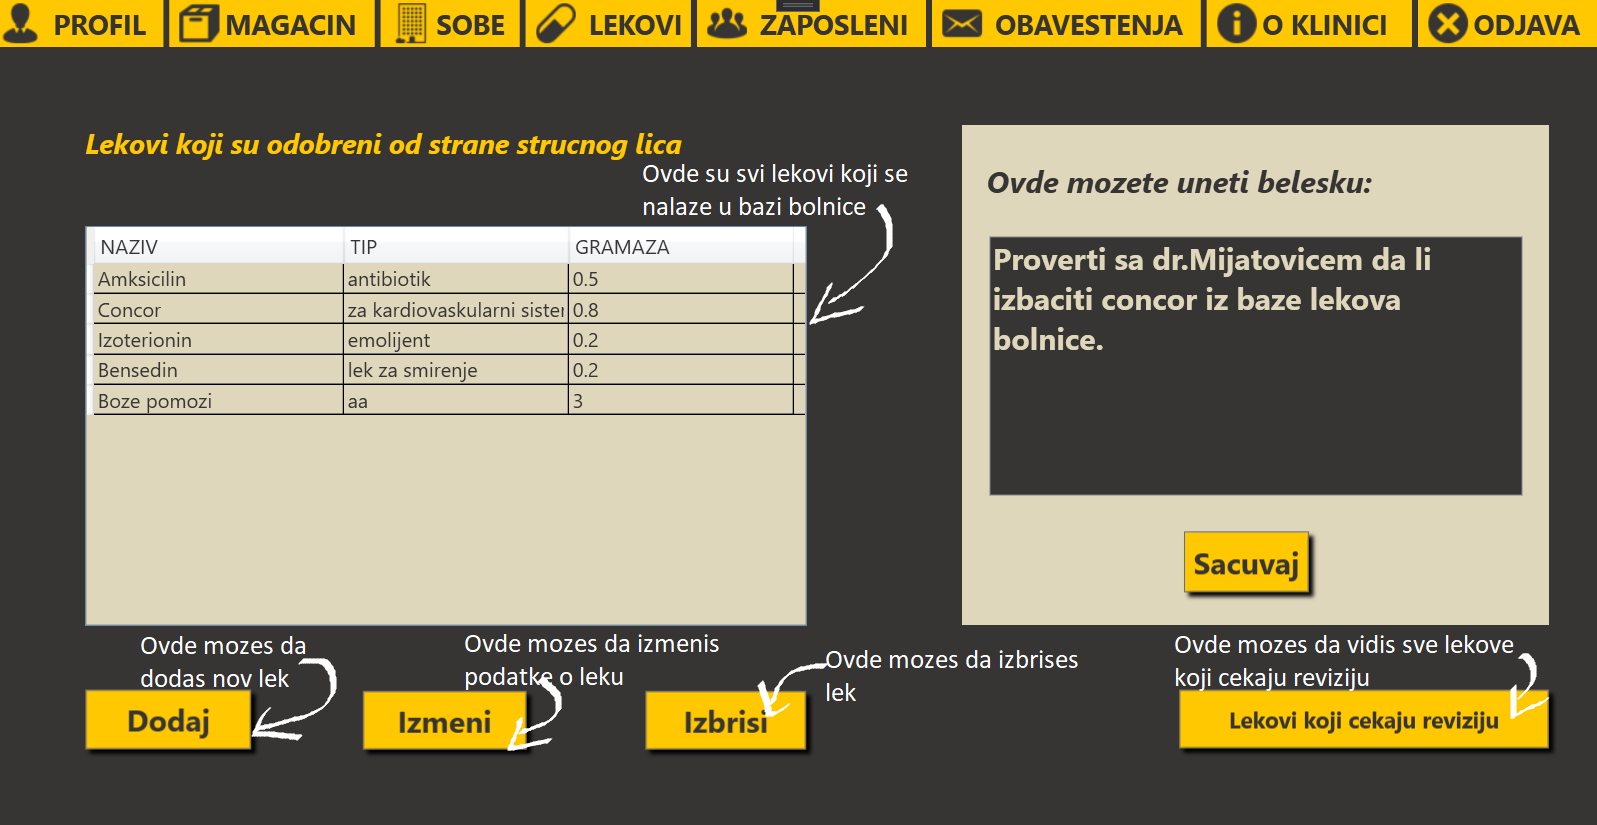 PROFIL MAGACIN SOBE LEKOVI ZAPOSLENI OBAVESTENJA O KLINICI ODJAVA
Lekovi koji su odobreni od strane strucnog lica
Ovde su svi lekovi koji se
nalaze u bazi bolnice
NAZIV TIP GRAMAZA
Amksicilin antibiotik 0.5
Concor za kardiovaskularni sister 0.8
Izoterionin emolijent 0.2
Bensedin lek za smirenje 0.2
Boze pomozi aa 3
Ovde mozete uneti belesku:
Proverti sa dr.Mijatovicem da li
izbaciti concor iz baze lekova
bolnice.
Sacuvaj
Ovde mozes da
dodas nov lek
Dodaj
Ovde mozes da izmenis
podatke o leku
Izmeni
Ovde mozes da izbrises
lek
Izbrisi
Ovde mozes da vidis sve lekove
koji cekaju reviziju
Lekovi koji cekaju reviziju